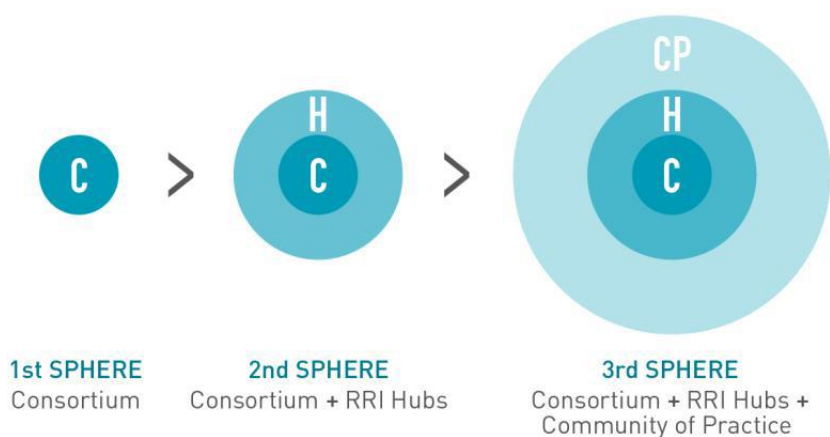 C
>
H
C
>
CP
H
C
1st SPHERE
Consortium
2nd SPHERE
Consortium + RRI Hubs
3rd SPHERE
Consortium + RRI Hubs +
Community of Practice